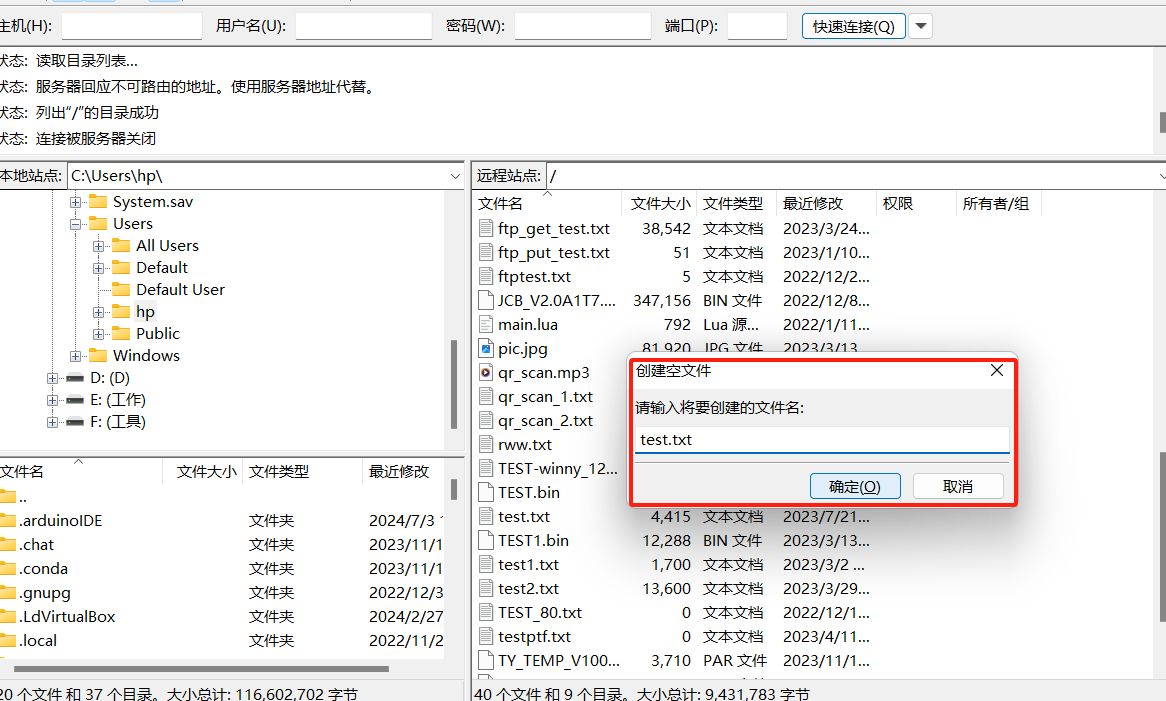 主机(H): 用户名(U): 密码(W): 端口(P): 快速连接(Q)
状态: 读取目录列表...
状态: 服务器回应不可路由的地址。使用服务器地址代替。
状态: 列出“/”的目录成功
状态: 连接被服务器关闭
本地站点: C:\Users\hp\
System.sav
Users
All Users
Default
Default User
hp
Public
Windows
D: (D)
E: (工作)
F: (工具)
文件名 文件大小 文件类型 最近修改
..
.arduinoIDE 文件夹 2024/7/3
.chat 文件夹 2023/11/1
.conda 文件夹 2023/11/1
.gnupg 文件夹 2022/12/3
.LdVirtualBox 文件夹 2024/2/27
.local 文件夹 2022/11/2
20 个文件 和 37 个目录。大小总计: 116,602,702 字节
远程站点: /
文件名 文件大小 文件类型 最近修改 权限 所有者/组
ftp_get_test.txt 38,542 文本文档 2023/3/24...
ftp_put_test.txt 51 文本文档 2023/1/10...
ftptest.txt 5 文本文档 2022/12/2...
JCB_V2.0A1T7.... 347,156 BIN 文件 2022/12/8...
main.lua 792 Lua 源... 2022/1/11...
pic.jpg 81,920 JPG 文件 2023/3/13
qr_scan.mp3
qr_scan_1.txt
qr_scan_2.txt
rww.txt
TEST-winny_12...
TEST.bin
test.txt 4,415 文本文档 2023/7/21...
TEST1.bin 12,288 BIN 文件 2023/3/13...
test1.txt 1,700 文本文档 2023/3/2 ...
test2.txt 13,600 文本文档 2023/3/29...
TEST_80.txt 0 文本文档 2022/12/1...
testptf.txt 0 文本文档 2023/4/11...
TY_TEMP_V100... 3,710 PAR 文件 2023/11/1...
40 个文件 和 9 个目录。大小总计: 9,431,783 字节
创建空文件
请输入将要创建的文件名:
test.txt
确定(O) 取消